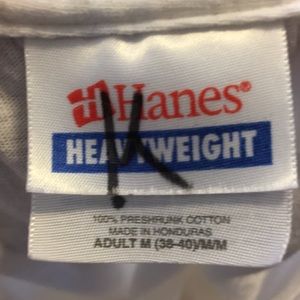 Hanes®
HEAVYWEIGHT
100% PRESHRUNK COTTON
MADE IN HONDURAS
ADULT M (38-40)/M/M